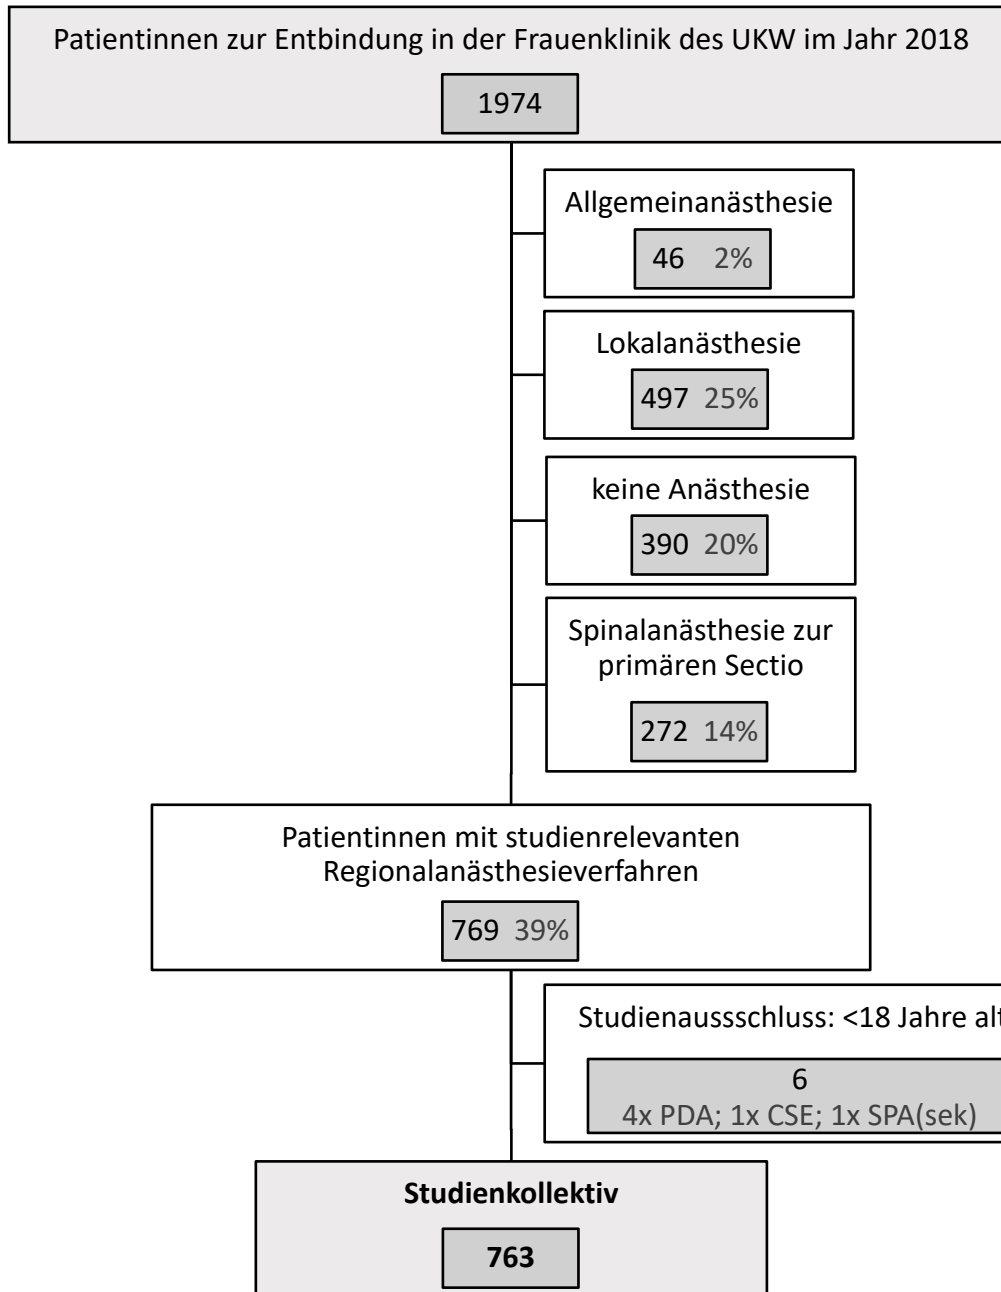 Patientinnen zur Entbindung in der Frauenklinik des UKW im Jahr 2018
1974
Allgemeinanästhesie
46 2%
Lokalanästhesie
497 25%
keine Anästhesie
390 20%
Spinalanästhesie zur
primären Sectio
272 14%
Patientinnen mit studienrelevanten
Regionalanästhesieverfahren
769 39%
Studienaussschluss: <18 Jahre alt
6
4x PDA; 1x CSE; 1x SPA(sek)
Studienkollektiv
763